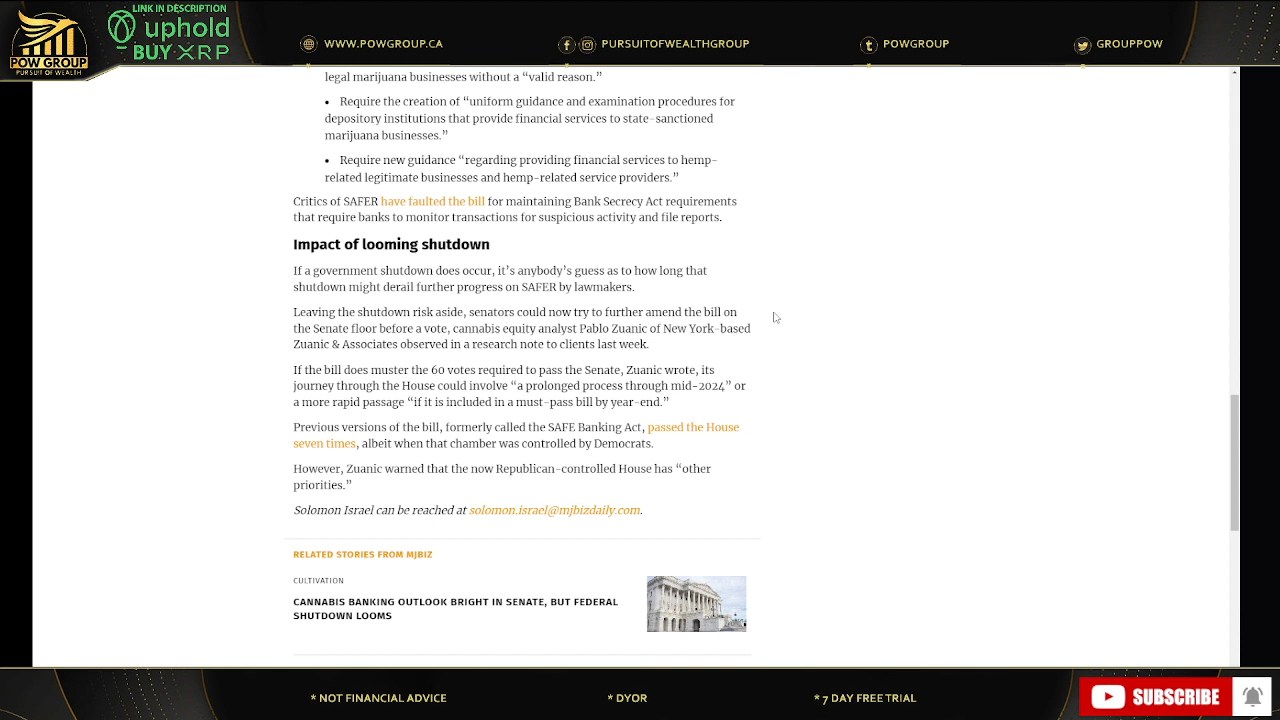 LINK IN DESCRIPTION
uphold
BUY XRP
POW GROUP
PURSUIT OF WEALTH
WWW.POWGROUP.CA
PURSUITOFWEALTHGROUP
POWGROUP
GROUPPOW
legal marijuana businesses without a “valid reason.”
• Require the creation of “uniform guidance and examination procedures for
depository institutions that provide financial services to state-sanctioned
marijuana businesses.”
• Require new guidance “regarding providing financial services to hemp-
related legitimate businesses and hemp-related service providers.”
Critics of SAFER have faulted the bill for maintaining Bank Secrecy Act requirements
that require banks to monitor transactions for suspicious activity and file reports.
Impact of looming shutdown
If a government shutdown does occur, it’s anybody’s guess as to how long that
shutdown might derail further progress on SAFER by lawmakers.
Leaving the shutdown risk aside, senators could now try to further amend the bill on
the Senate floor before a vote, cannabis equity analyst Pablo Zuanic of New York-based
Zuanic & Associates observed in a research note to clients last week.
If the bill does muster the 60 votes required to pass the Senate, Zuanic wrote, its
journey through the House could involve “a prolonged process through mid-2024” or
a more rapid passage “if it is included in a must-pass bill by year-end.”
Previous versions of the bill, formerly called the SAFE Banking Act, passed the House
seven times, albeit when that chamber was controlled by Democrats.
However, Zuanic warned that the now Republican-controlled House has “other
priorities.”
Solomon Israel can be reached at solomon.israel@mjbizdaily.com.
RELATED STORIES FROM MJBIZ
CULTIVATION
CANNABIS BANKING OUTLOOK BRIGHT IN SENATE, BUT FEDERAL
SHUTDOWN LOOMS
* NOT FINANCIAL ADVICE
* DYOR
* 7 DAY FREE TRIAL
SUBSCRIBE